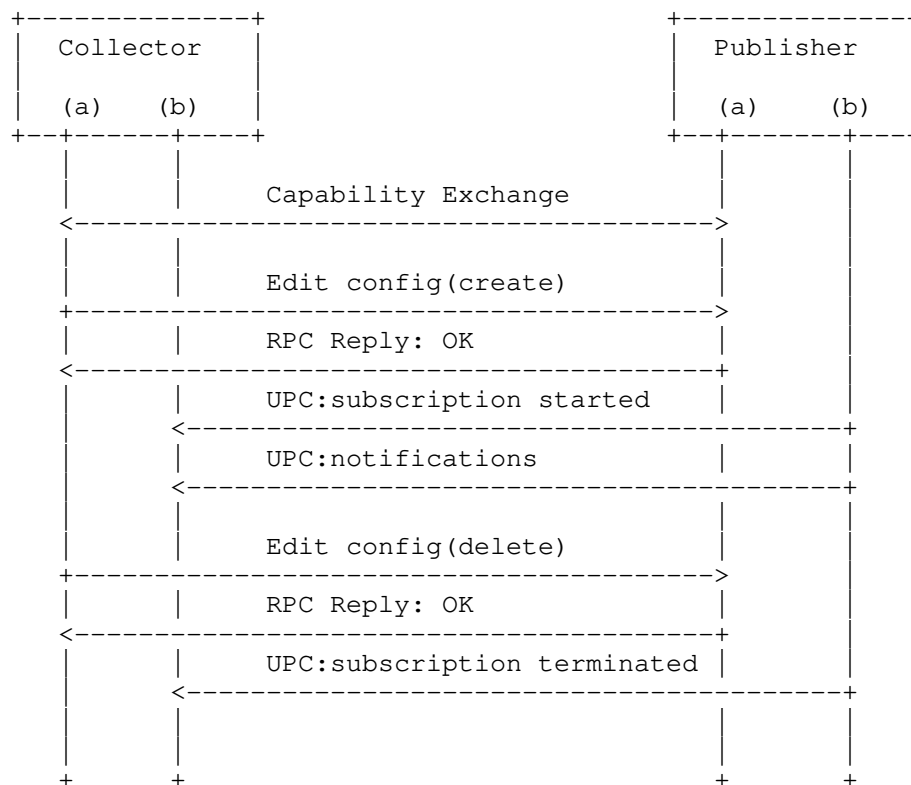 Collector Publisher
(a) (b) (a) (b)
Capability Exchange
Edit config(create)
RPC Reply: OK
UPC:subscription started
UPC:notifications
Edit config(delete)
RPC Reply: OK
UPC:subscription terminated